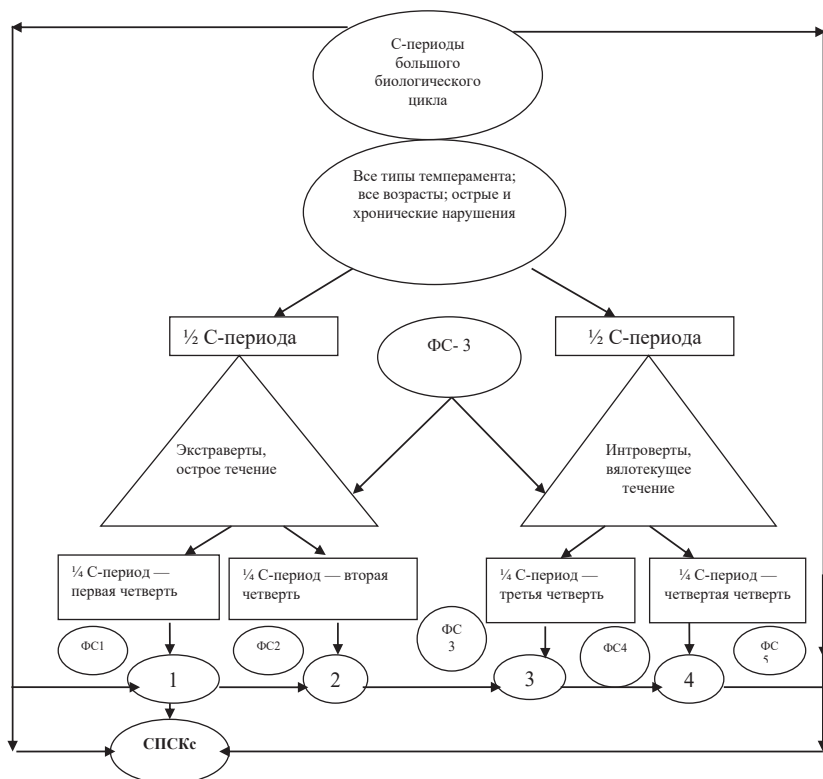 С-периоды
большого
биологического
цикла
Все типы темперамента;
все возрасты; острые и
хронические нарушения
½ С-периода
ФС- 3
½ С-периода
Экстраверты,
острое течение
Интроверты,
вялотекущее
течение
¼ С-период —
первая четверть
¼ С-период — вторая
четверть
¼ С-период —
третья четверть
¼ С-период —
четвертая четверть
ФС1
ФС2
ФС
3
ФС4
ФС
5
1
2
3
4
СПСКс